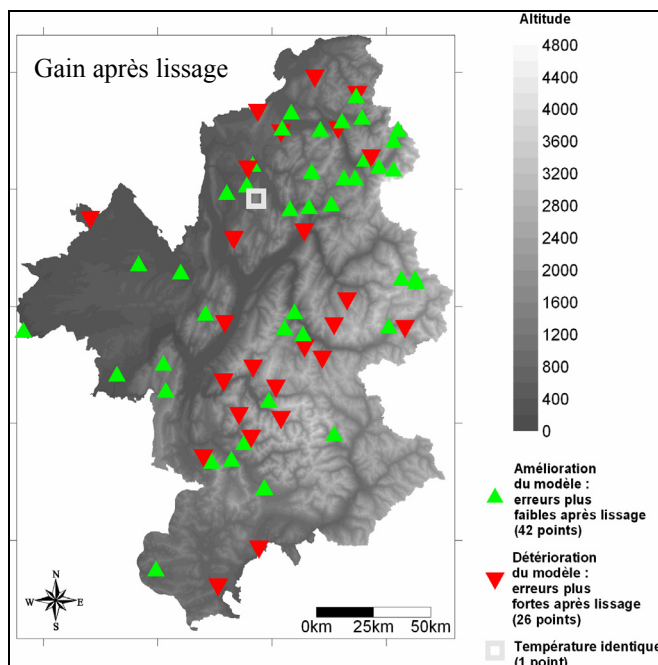 Gain après lissage
Altitude
4800
4400
4000
3600
3200
2800
2400
2000
1600
1200
800
400
0
Amélioration
du modèle :
erreurs plus
faibles après lissage
(42 points)
Détérioration
du modèle :
erreurs plus
fortes après lissage
(26 points)
Température identique
(1 point)
N
W E
S
0km 25km 50km